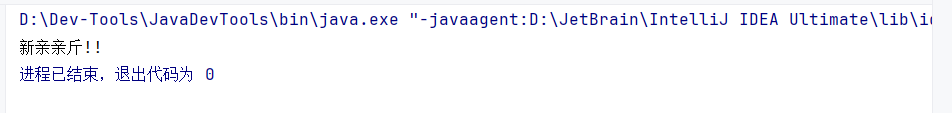 D:\Dev-Tools\JavaDevTools\bin\java.exe "-javaagent:D:\JetBrain\IntelliJ IDEA Ultimate\lib\
新亲亲斤!!
进程已结束，退出代码为 0